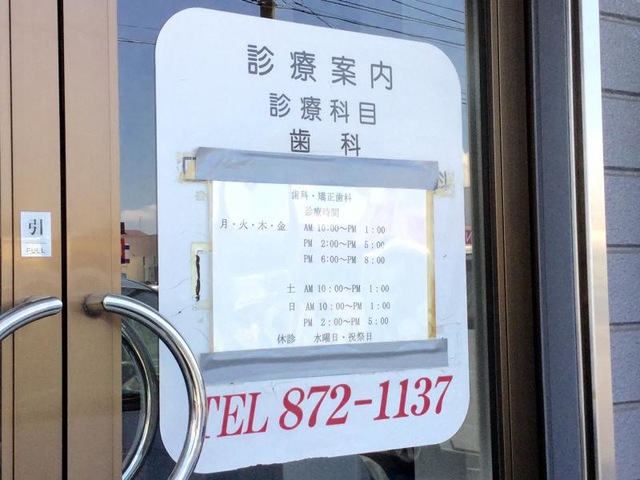 診療案内
診療科目
歯 科
科
歯科・矯正歯科
診療時間
月・火・木・金 AM 10:00～PM 1:00
PM 2:00～PM 5:00
PM 6:00～PM 8:00
土 AM 10:00～PM 1:00
日 AM 10:00～PM 1:00
PM 2:00～PM 5:00
休診 水曜日・祝祭日
TEL 872-1137
引
PULL